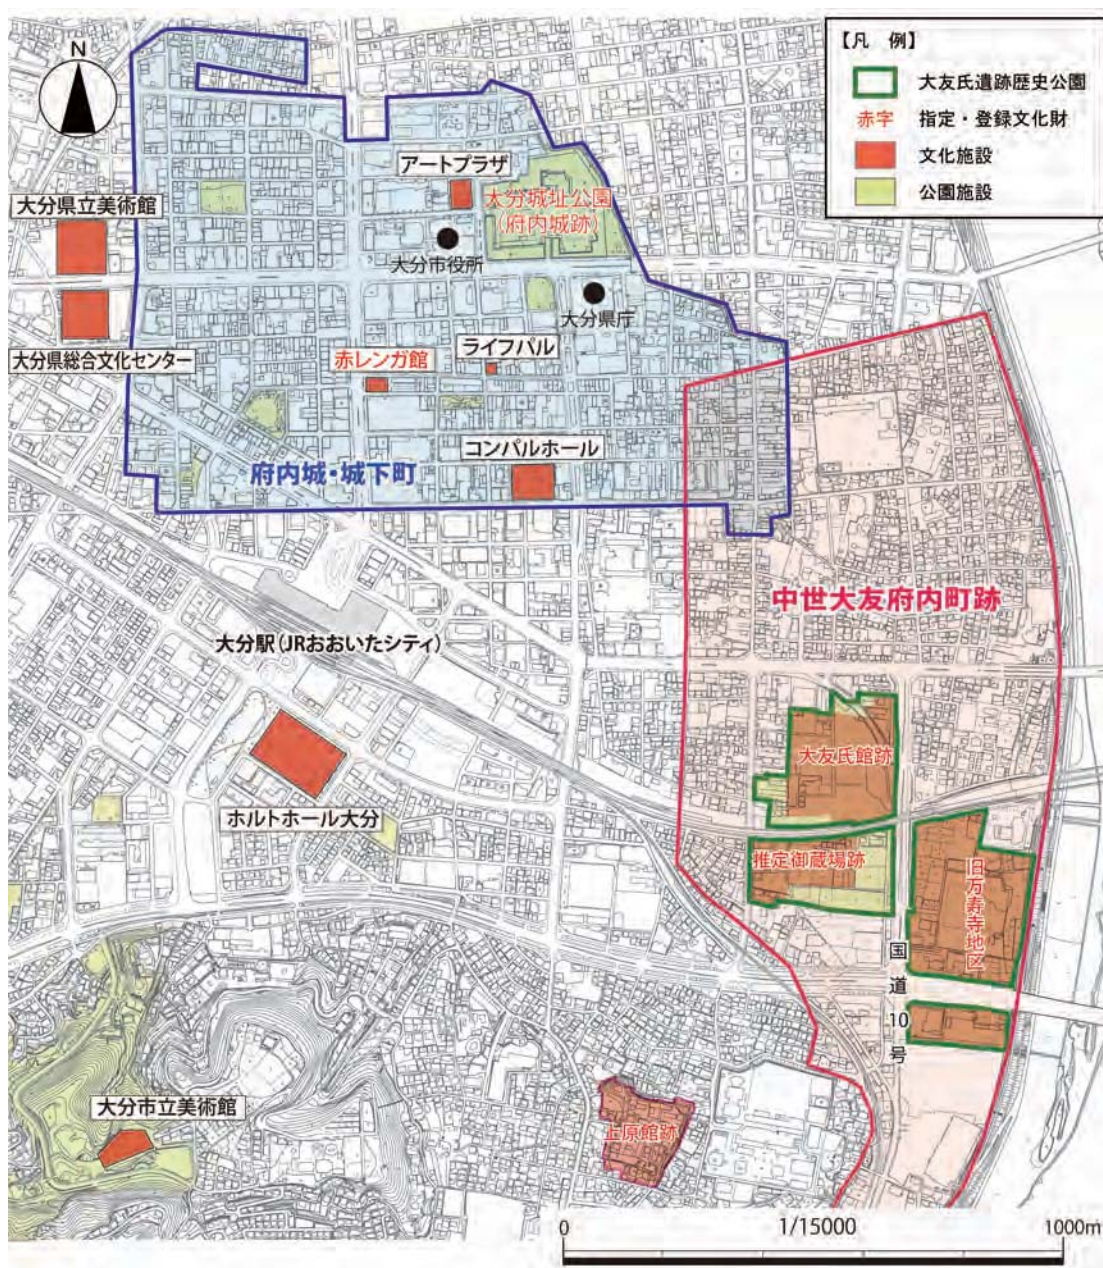 N
【凡 例】
大友氏遺跡歴史公園
赤字 指定・登録文化財
文化施設
公園施設
アートプラザ
大分県立美術館
大分城址公園
(府内城跡)
大分市役所
大分県庁
大分県総合文化センター
赤レンガ館
ライフパル
コンパルホール
府内城・城下町
中世大友府内町跡
大分駅(JRおおいたシティ)
大友氏館跡
ホルトホール大分
推定御蔵場跡
旧万寿寺地区
国道10号
大分市立美術館
上原館跡
0 1/15000 1000m